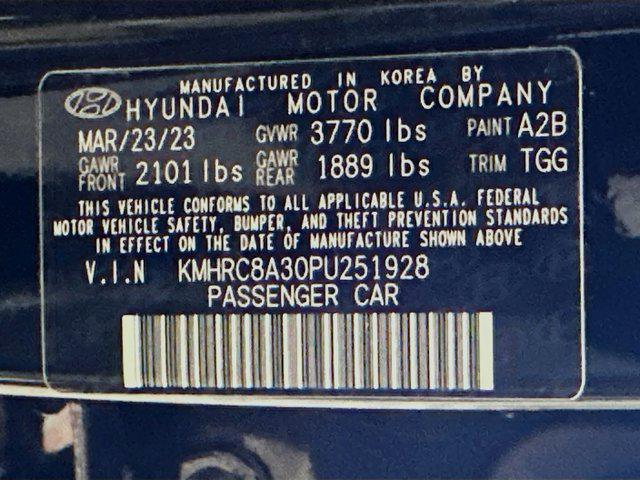 MANUFACTURED IN KOREA BY
HYUNDAI MOTOR COMPANY
MAR/23/23 GVWR 3770 lbs PAINT A2B
GAWR FRONT 2101 lbs GAWR REAR 1889 lbs TRIM TGG
THIS VEHICLE CONFORMS TO ALL APPLICABLE U.S.A. FEDERAL
MOTOR VEHICLE SAFETY, BUMPER, AND THEFT PREVENTION STANDARDS
IN EFFECT ON THE DATE OF MANUFACTURE SHOWN ABOVE
V.I.N KMHRC8A30PU251928
PASSENGER CAR